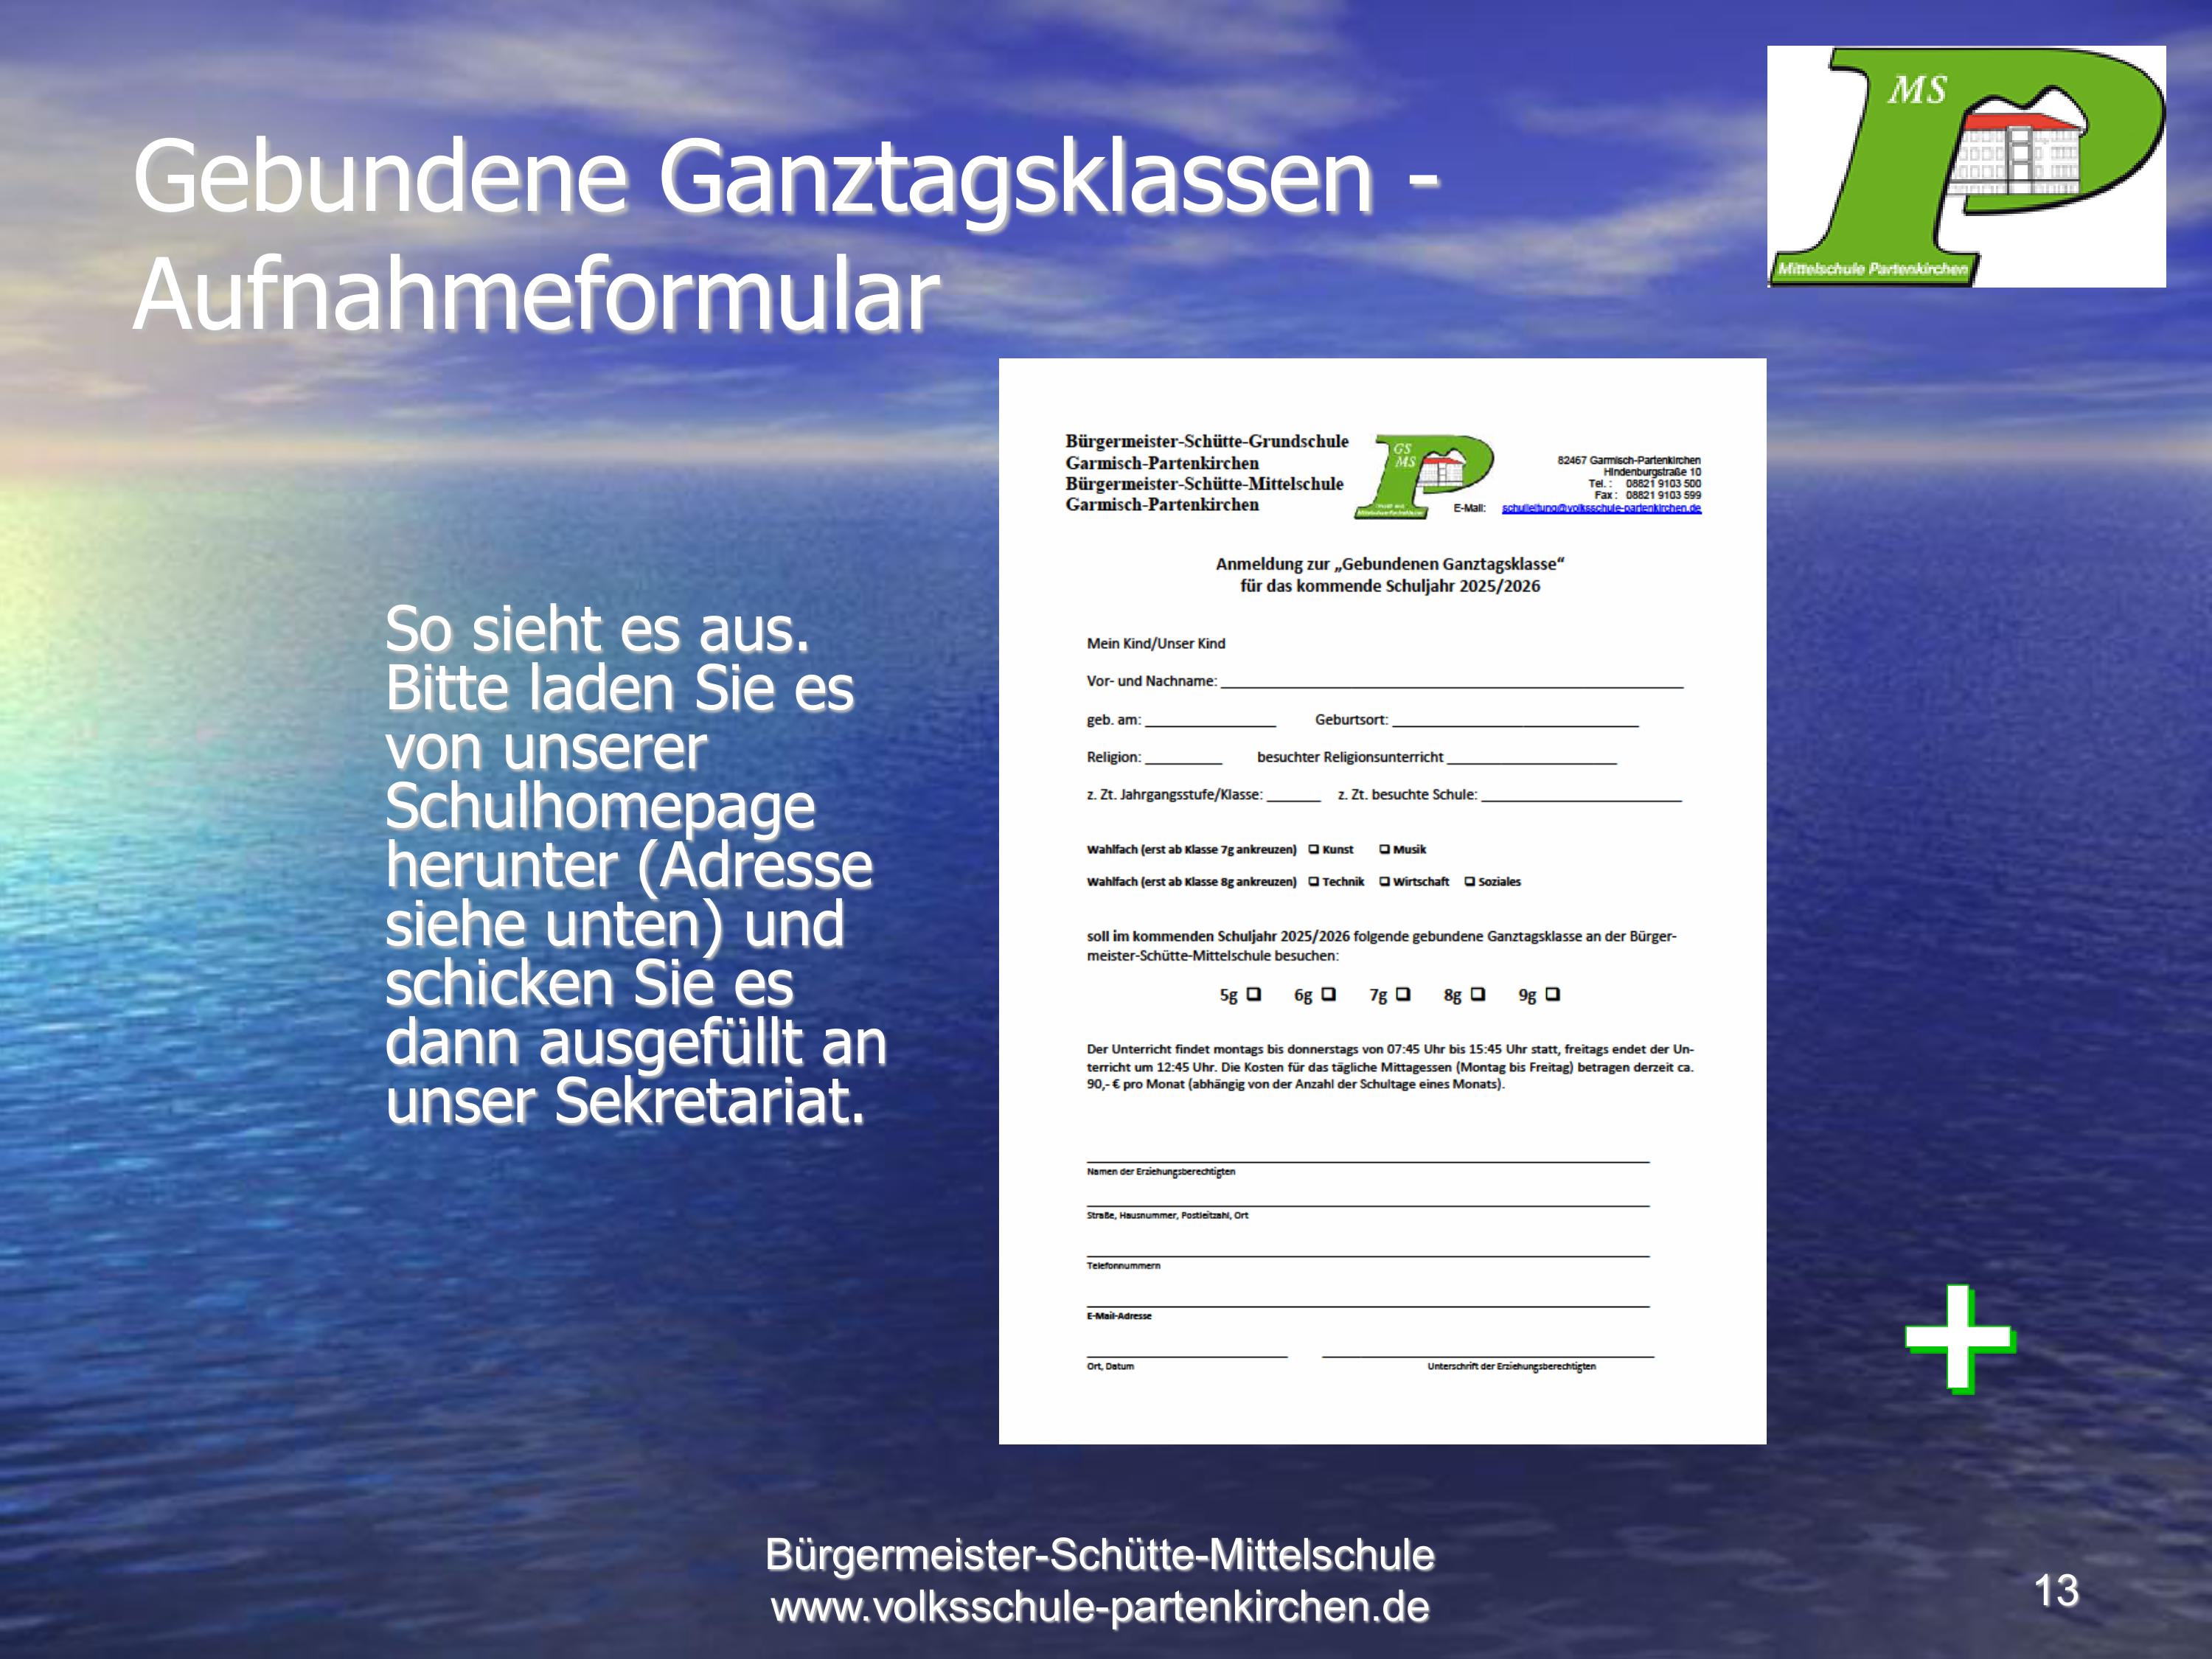 Gebundene Ganztagsklassen -
Aufnahmeformular
MS
Mittelschule Partenkirchen
So sieht es aus.
Bitte laden Sie es
von unserer
Schulhomepage
herunter (Adresse
siehe unten) und
schicken Sie es
dann ausgefüllt an
unser Sekretariat.
Bürgermeister-Schütte-Grundschule
Garmisch-Partenkirchen
Bürgermeister-Schütte-Mittelschule
Garmisch-Partenkirchen
GS
MS
82467 Garmisch-Partenkirchen
Hindenburgstraße 10
Tel. : 08821 9103 500
Fax : 08821 9103 599
E-Mail: schulleitung@volksschule-partenkirchen.de
Anmeldung zur „Gebundenen Ganztagsklasse“
für das kommende Schuljahr 2025/2026
Mein Kind/Unser Kind
Vor- und Nachname:
geb. am: Geburtsort:
Religion: besuchter Religionsunterricht
z. Zt. Jahrgangsstufe/Klasse: z. Zt. besuchte Schule:
Wahlfach (erst ab Klasse 7g ankreuzen) ❑ Kunst ❑ Musik
Wahlfach (erst ab Klasse 8g ankreuzen) ❑ Technik ❑ Wirtschaft ❑ Soziales
soll im kommenden Schuljahr 2025/2026 folgende gebundene Ganztagsklasse an der Bürger-
meister-Schütte-Mittelschule besuchen:
5g ❑ 6g ❑ 7g ❑ 8g ❑ 9g ❑
Der Unterricht findet montags bis donnerstags von 07:45 Uhr bis 15:45 Uhr statt, freitags endet der Un-
terricht um 12:45 Uhr. Die Kosten für das tägliche Mittagessen (Montag bis Freitag) betragen derzeit ca.
90,- € pro Monat (abhängig von der Anzahl der Schultage eines Monats).
Namen der Erziehungsberechtigten
Straße, Hausnummer, Postleitzahl, Ort
Telefonnummern
E-Mail-Adresse
Ort, Datum Unterschrift der Erziehungsberechtigten
+
Bürgermeister-Schütte-Mittelschule
www.volksschule-partenkirchen.de
13